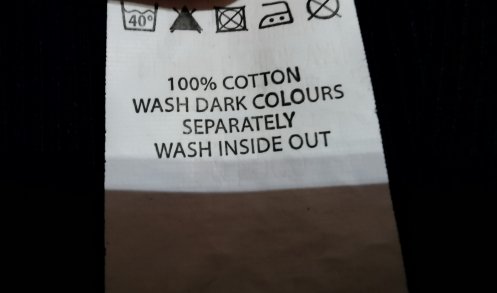 40°
100% COTTON
WASH DARK COLOURS
SEPARATELY
WASH INSIDE OUT